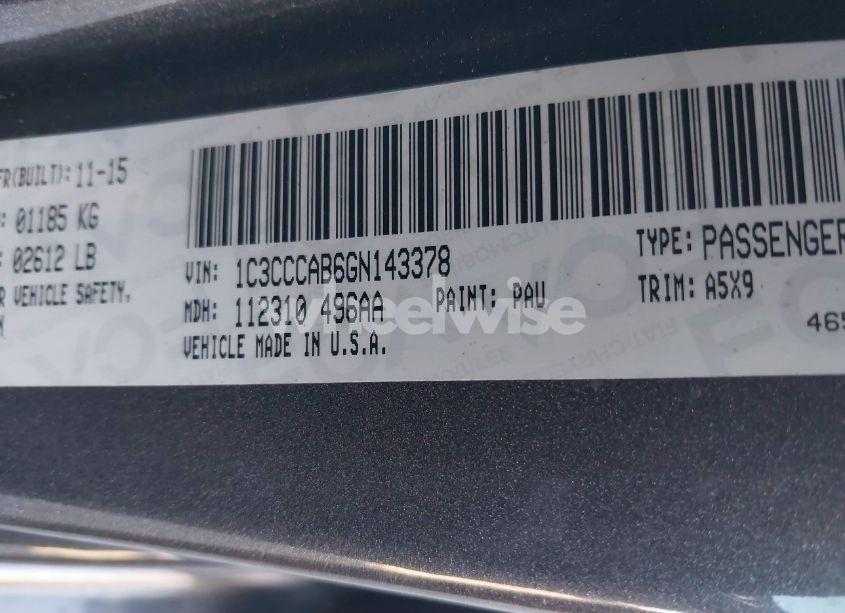 FR(BUILT): 11-15
: 01185 KG
: 02612 LB
R VEHICLE SAFETY,
N
VIN: 1C3CCCAB6GN143378
MDH: 112310 496AA
PAINT: PAU
VEHICLE MADE IN U.S.A.
TYPE: PASSENGER
TRIM: A5X9
465
wheelwise